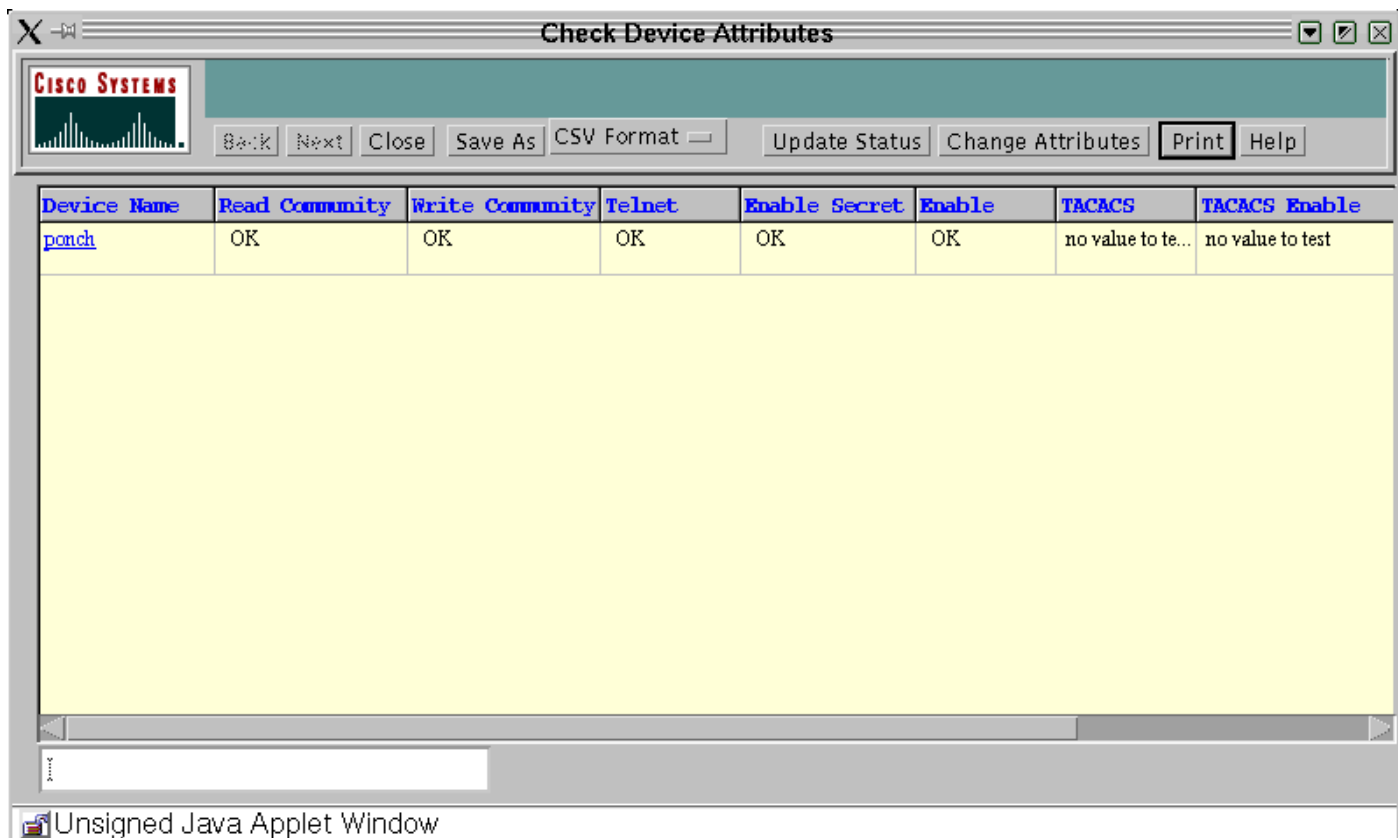 Check Device Attributes
CISCO SYSTEMS
Back Next Close Save As CSV Format Update Status Change Attributes Print Help
Device Name Read Community Write Community Telnet Enable Secret Enable TACACS TACACS Enable
ponch OK OK OK OK OK no value to te... no value to test
Unsigned Java Applet Window